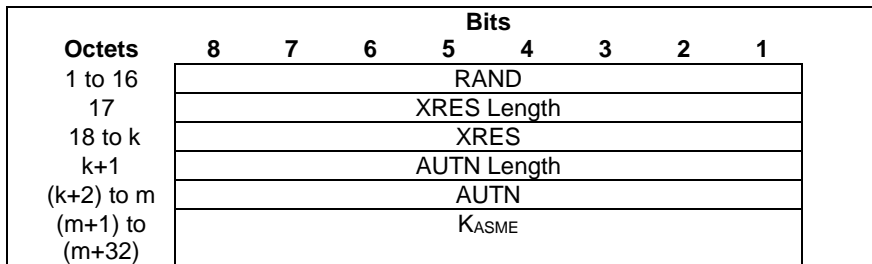 Bits
Octets 8 7 6 5 4 3 2 1
1 to 16 RAND
17 XRES Length
18 to k XRES
k+1 AUTN Length
(k+2) to m AUTN
(m+1) to KASME
(m+32)